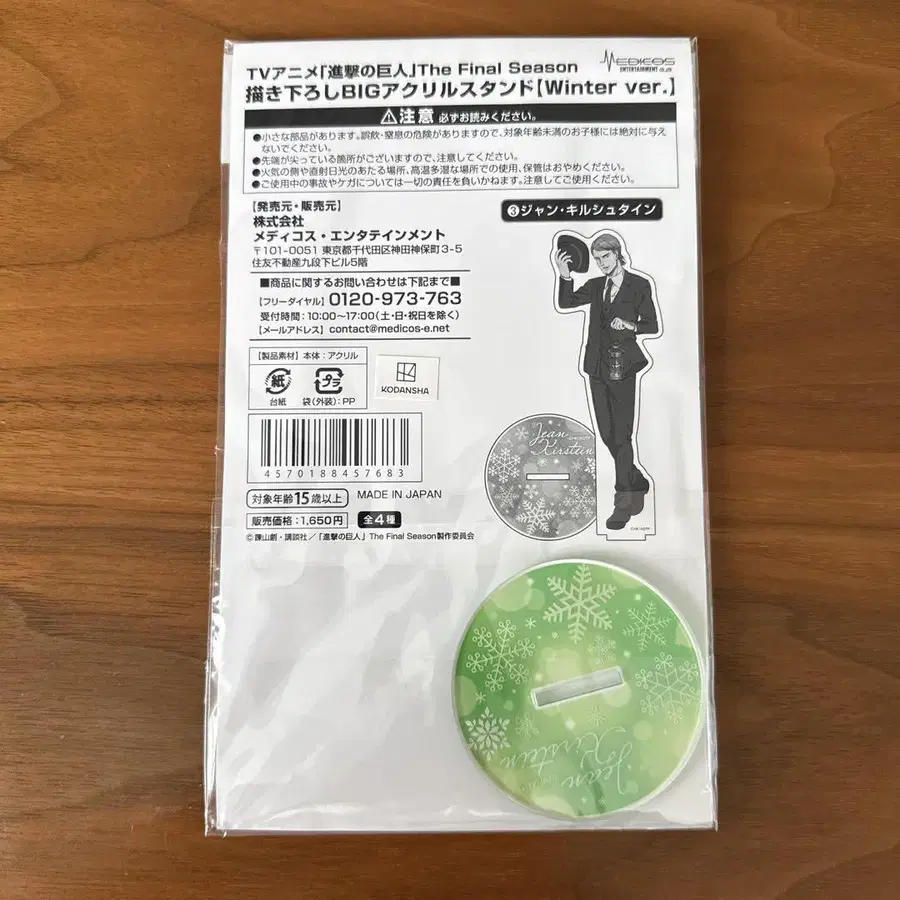 TVアニメ「進撃の巨人」The Final Season
MEDICOS
ENTERTAINMENT co.,ltd
描き下ろしBIGアクリルスタンド【Winter ver.】
⚠注意 必ずお読みください。
●小さな部品があります。誤飲・窒息の危険がありますので、対象年齢未満のお子様には絶対に与え
ないでください。
●先端が尖っている箇所がございますので、注意してください。
●火気の側や直射日光のあたる場所、高温多湿な場所での使用、保管はおやめください。
●ご使用中の事故やケガについては一切の責任を負いかねます。注意してご使用ください。
【発売元・販売元】
株式会社
メディコス・エンタテインメント
〒101-0051 東京都千代田区神田神保町3-5
住友不動産九段下ビル5階
■商品に関するお問い合わせは下記まで■
【フリーダイヤル】0120-973-763
受付時間:10:00〜17:00(土・日・祝日を除く)
【メールアドレス】contact@medicos-e.net
❸ジャン・キルシュタイン
【製品素材】本体:アクリル
紙
プラ
台紙
袋(外装):PP
KODANSHA
4570188457683
対象年齢15歳以上
MADE IN JAPAN
販売価格:1,650円
全4種
©諫山創・講談社/「進撃の巨人」The Final Season製作委員会
Jean
Kirstein
Jean
Kirstein